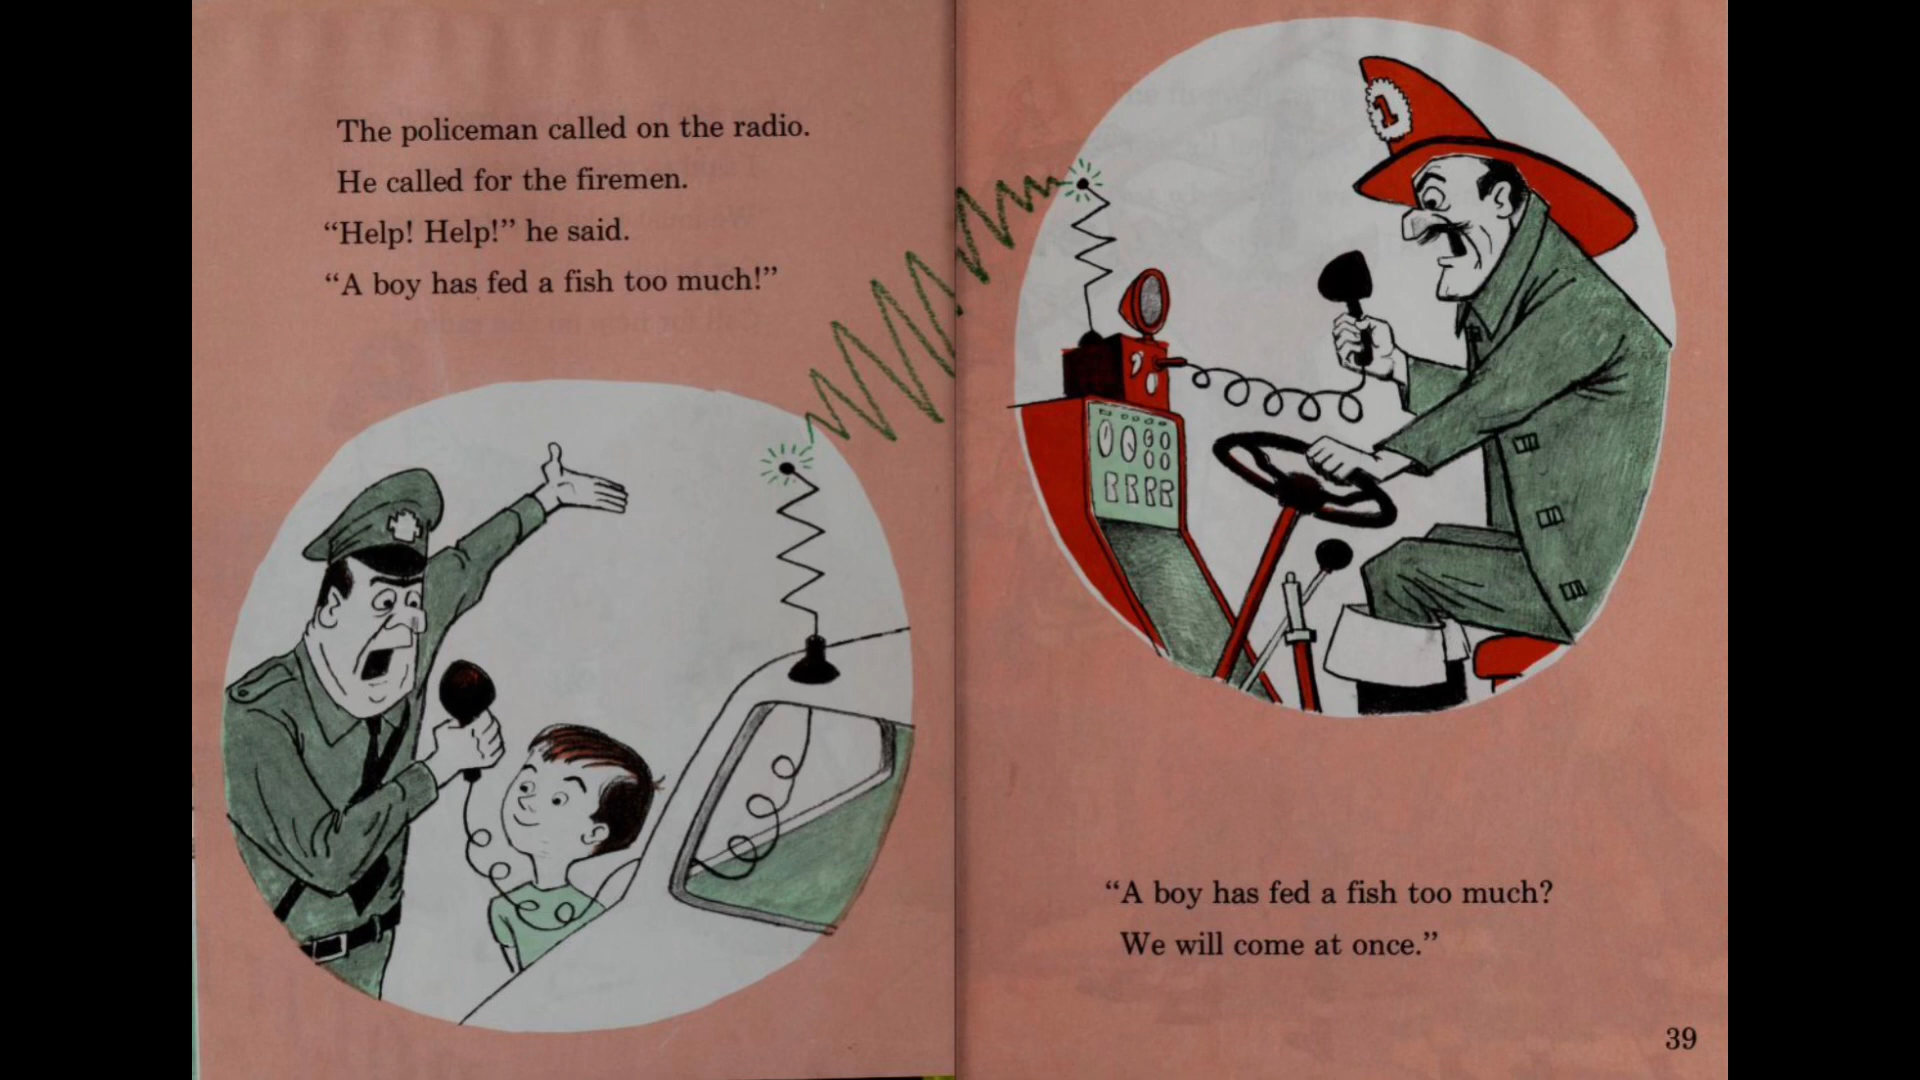 The policeman called on the radio.
He called for the firemen.
“Help! Help!” he said.
“A boy has fed a fish too much!”
1
“A boy has fed a fish too much?
We will come at once.”
39